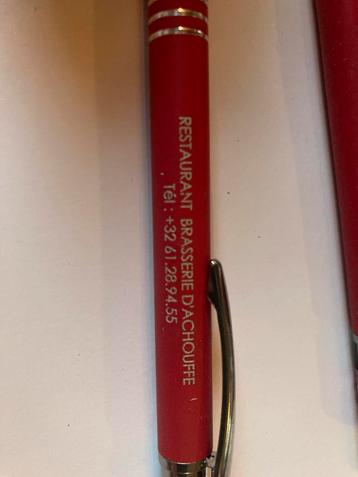 RESTAURANT BRASSERIE D'ACHOUFFE
Tél : +32 61.28.94.55